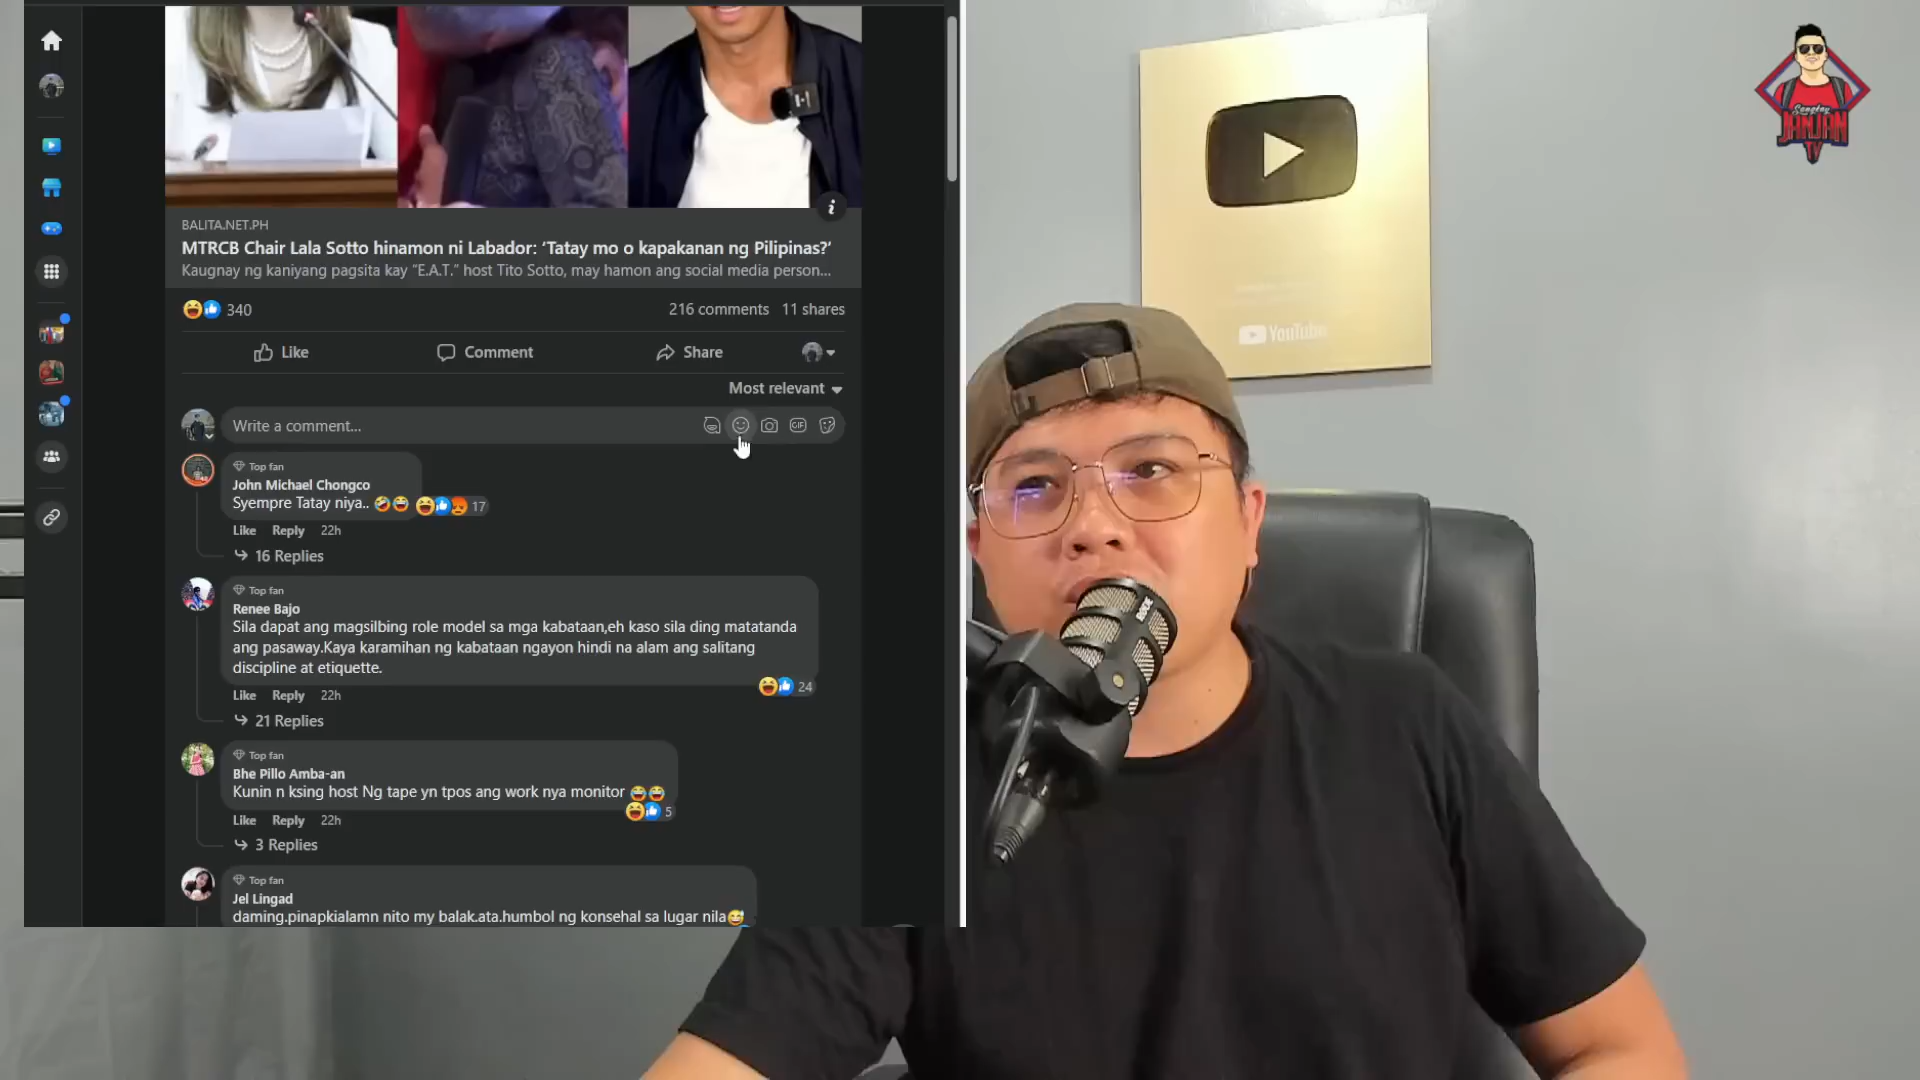 BALITA.NET.PH
MTRCB Chair Lala Sotto hinamon ni Labador: ‘Tatay mo o kapakanan ng Pilipinas?’
Kaugnay ng kaniyang pagsita kay “E.A.T.” host Tito Sotto, may hamon ang social media person...
340
216 comments 11 shares
Like Comment Share
Most relevant
Write a comment...
GIF
Top fan
John Michael Chongco
Syempre Tatay niya.. 🤣😂
17
Like Reply 22h
16 Replies
Top fan
Renee Bajo
Sila dapat ang magsilbing role model sa mga kabataan,eh kaso sila ding matatanda
ang pasaway.Kaya karamihan ng kabataan ngayon hindi na alam ang salitang
discipline at etiquette.
24
Like Reply 22h
21 Replies
Top fan
Bhe Pillo Amba-an
Kunin n ksing host Ng tape yn tpos ang work nya monitor 😂😂
5
Like Reply 22h
3 Replies
Top fan
Jel Lingad
daming.pinapkialamn nito my balak.ata.humbol ng konsehal sa lugar nila😅
YouTube
RODE
Sangkay
JANJAN
TV